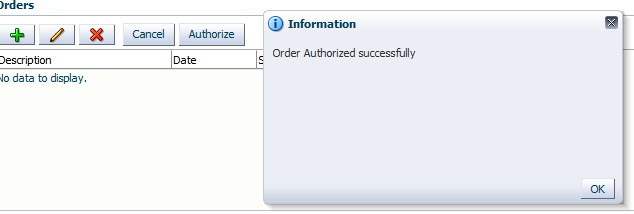 Orders
Information
Order Authorized successfully
Cancel
Authorize
Description
Date
No data to display.
OK